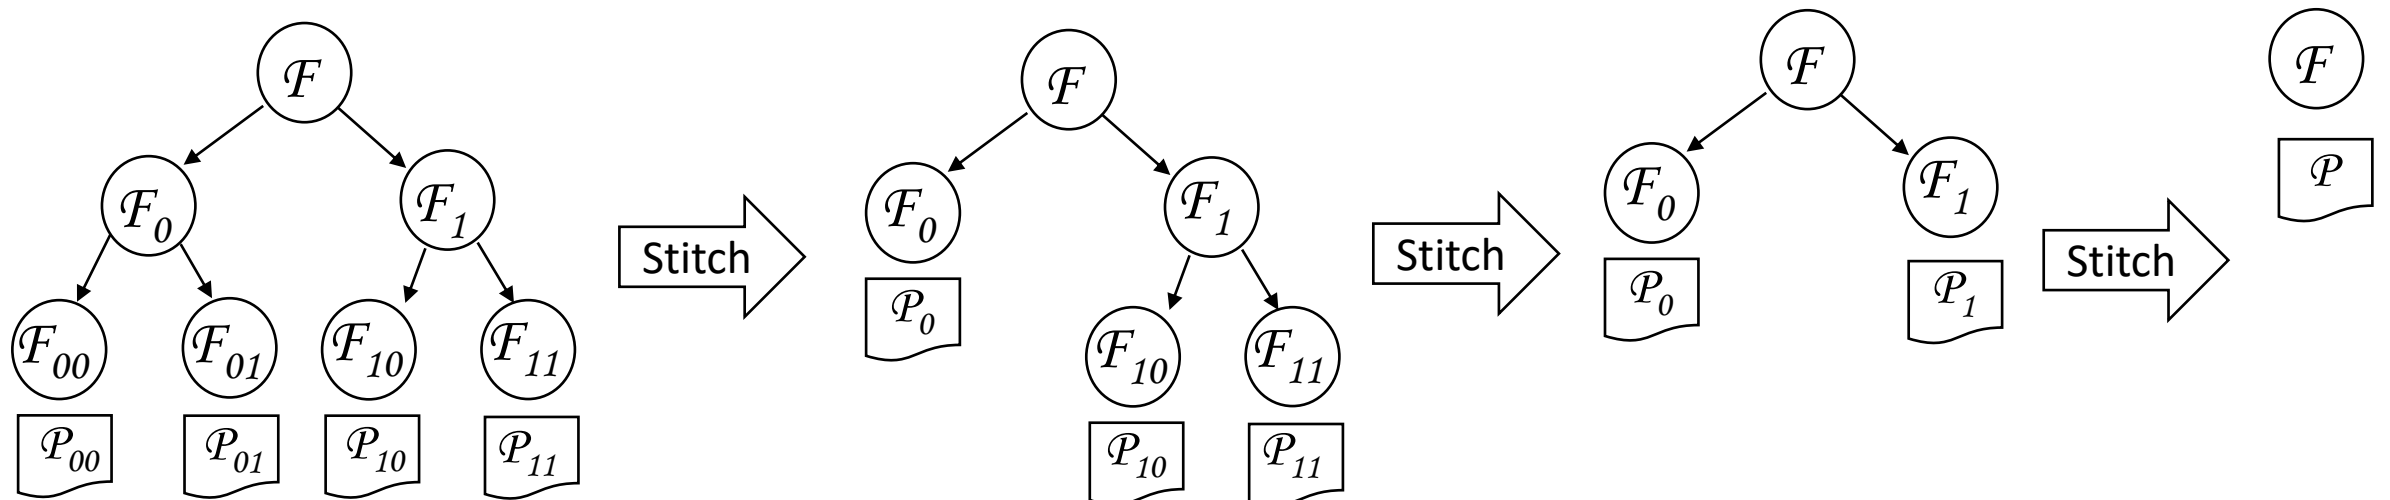 ℱ
ℱ₀
ℱ₁
ℱ₀₀
ℱ₀₁
ℱ₁₀
ℱ₁₁
𝒫₀₀
𝒫₀₁
𝒫₁₀
𝒫₁₁
Stitch
ℱ
ℱ₀
ℱ₁
𝒫₀
ℱ₁₀
ℱ₁₁
𝒫₁₀
𝒫₁₁
Stitch
ℱ
ℱ₀
ℱ₁
𝒫₀
𝒫₁
Stitch
ℱ
𝒫